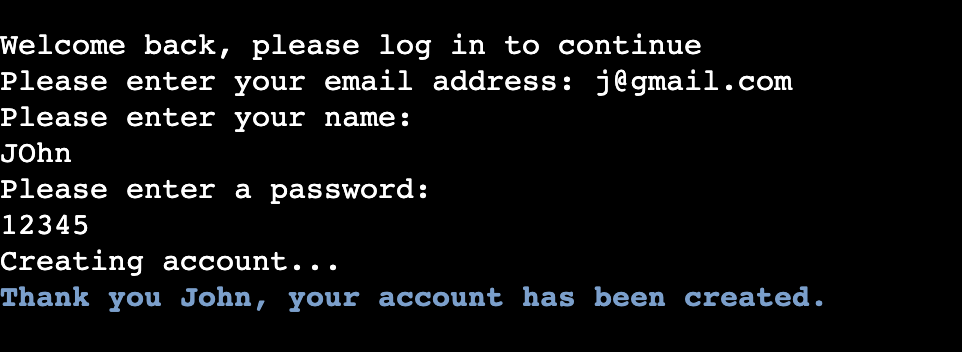 Welcome back, please log in to continue
Please enter your email address: j@gmail.com
Please enter your name:
JOhn
Please enter a password:
12345
Creating account...
Thank you John, your account has been created.